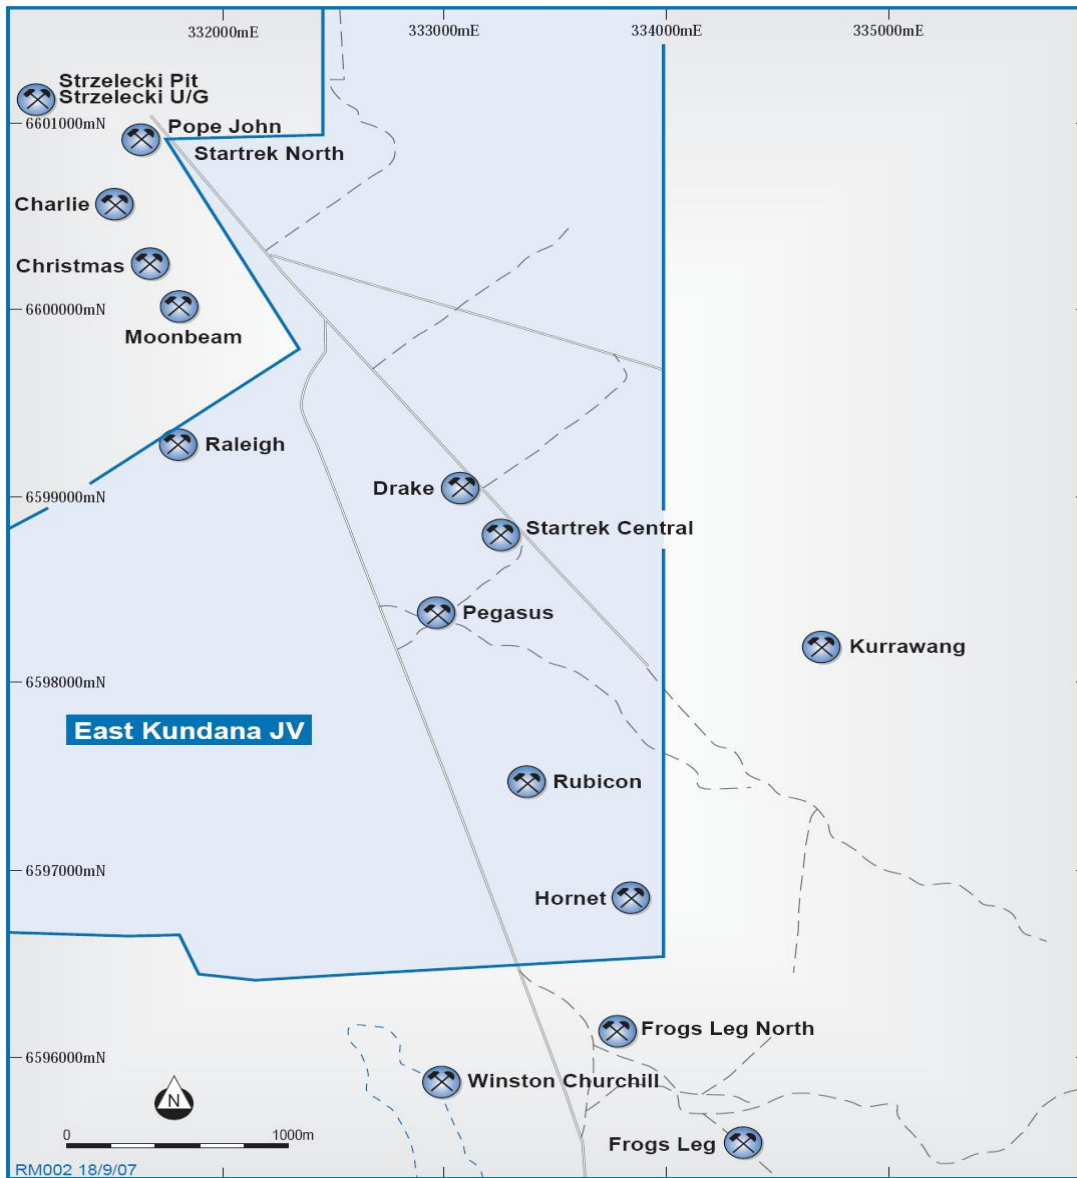 332000mE
333000mE
334000mE
335000mE
Strzelecki Pit
Strzelecki U/G
6601000mN
Pope John
Startrek North
Charlie
Christmas
6600000mN
Moonbeam
Raleigh
Drake
6599000mN
Startrek Central
Pegasus
Kurrawang
6598000mN
East Kundana JV
Rubicon
6597000mN
Hornet
Frogs Leg North
6596000mN
Winston Churchill
N
0 1000m
Frogs Leg
RM002 18/9/07